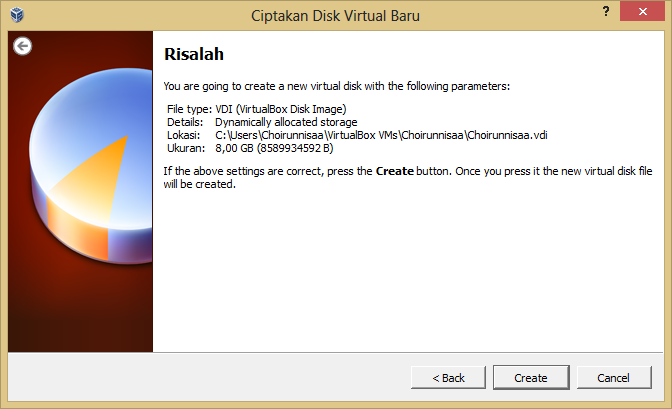 Ciptakan Disk Virtual Baru
?
Risalah
You are going to create a new virtual disk with the following parameters:
File type: VDI (VirtualBox Disk Image)
Details: Dynamically allocated storage
Lokasi: C:\Users\Choirunnisaa\VirtualBox VMs\Choirunnisaa\Choirunnisaa.vdi
Ukuran: 8,00 GB (8589934592 B)
If the above settings are correct, press the Create button. Once you press it the new virtual disk file
will be created.
< Back
Create
Cancel